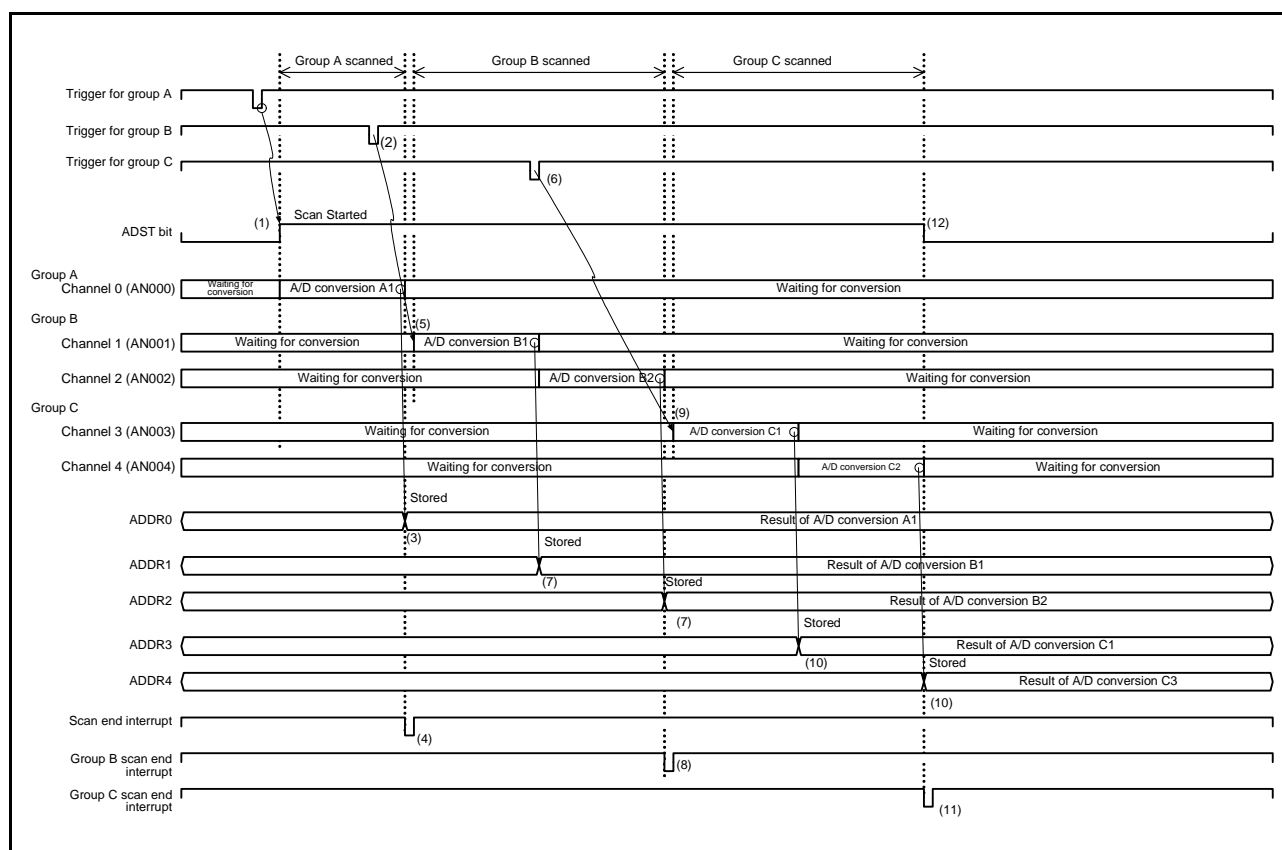 Group A scanned
Group B scanned
Group C scanned
Trigger for group A
Trigger for group B
(2)
Trigger for group C
(6)
(1)
Scan Started
(12)
ADST bit
Group A
Channel 0 (AN000)
Waiting for
conversion
A/D conversion A1
Waiting for conversion
Group B
(5)
Channel 1 (AN001)
Waiting for conversion
A/D conversion B1
Waiting for conversion
Channel 2 (AN002)
Waiting for conversion
A/D conversion B2
Waiting for conversion
Group C
(9)
Channel 3 (AN003)
Waiting for conversion
A/D conversion C1
Waiting for conversion
Channel 4 (AN004)
Waiting for conversion
A/D conversion C2
Waiting for conversion
Stored
ADDR0
Result of A/D conversion A1
(3)
Stored
ADDR1
Result of A/D conversion B1
(7)
Stored
ADDR2
Result of A/D conversion B2
(7)
Stored
ADDR3
Result of A/D conversion C1
(10)
Stored
ADDR4
Result of A/D conversion C3
(10)
Scan end interrupt
(4)
Group B scan end
interrupt
(8)
Group C scan end
interrupt
(11)